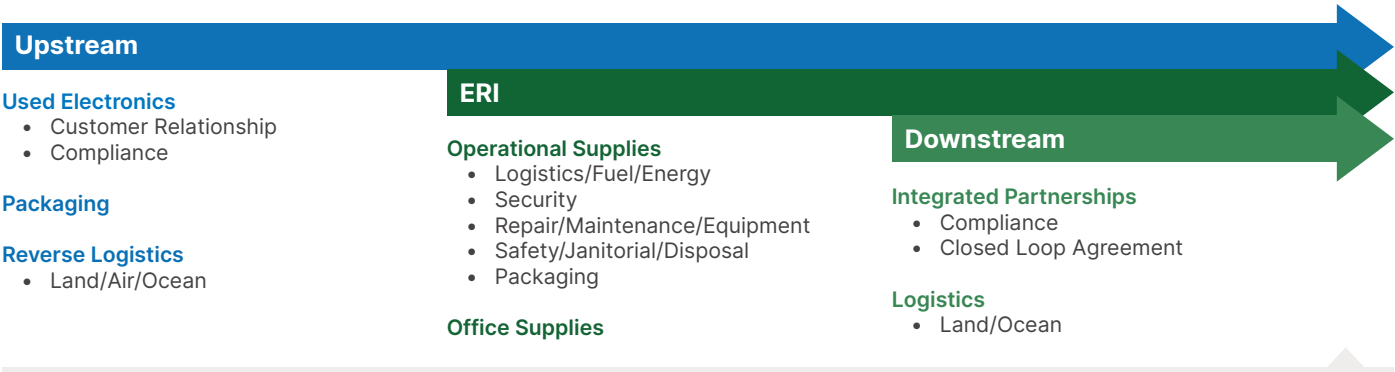 Upstream
Used Electronics
• Customer Relationship
• Compliance
Packaging
Reverse Logistics
• Land/Air/Ocean
ERI
Operational Supplies
• Logistics/Fuel/Energy
• Security
• Repair/Maintenance/Equipment
• Safety/Janitorial/Disposal
• Packaging
Office Supplies
Downstream
Integrated Partnerships
• Compliance
• Closed Loop Agreement
Logistics
• Land/Ocean